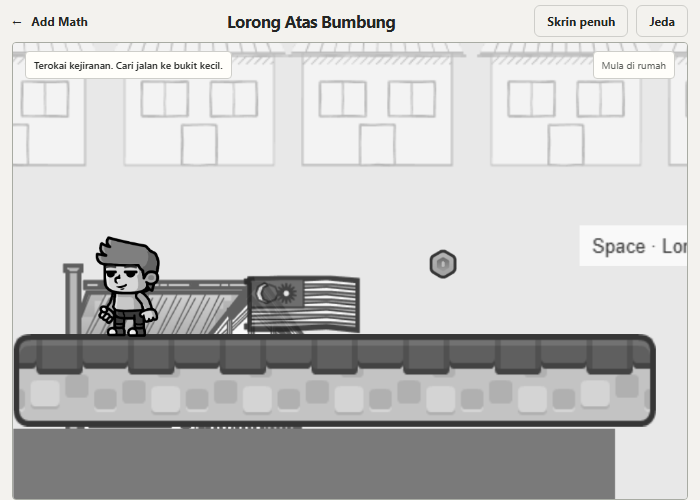 ← Add Math
Lorong Atas Bumbung
Skrin penuh
Jeda
Terokai kejiranan. Cari jalan ke bukit kecil.
Mula di rumah
Space · Lor